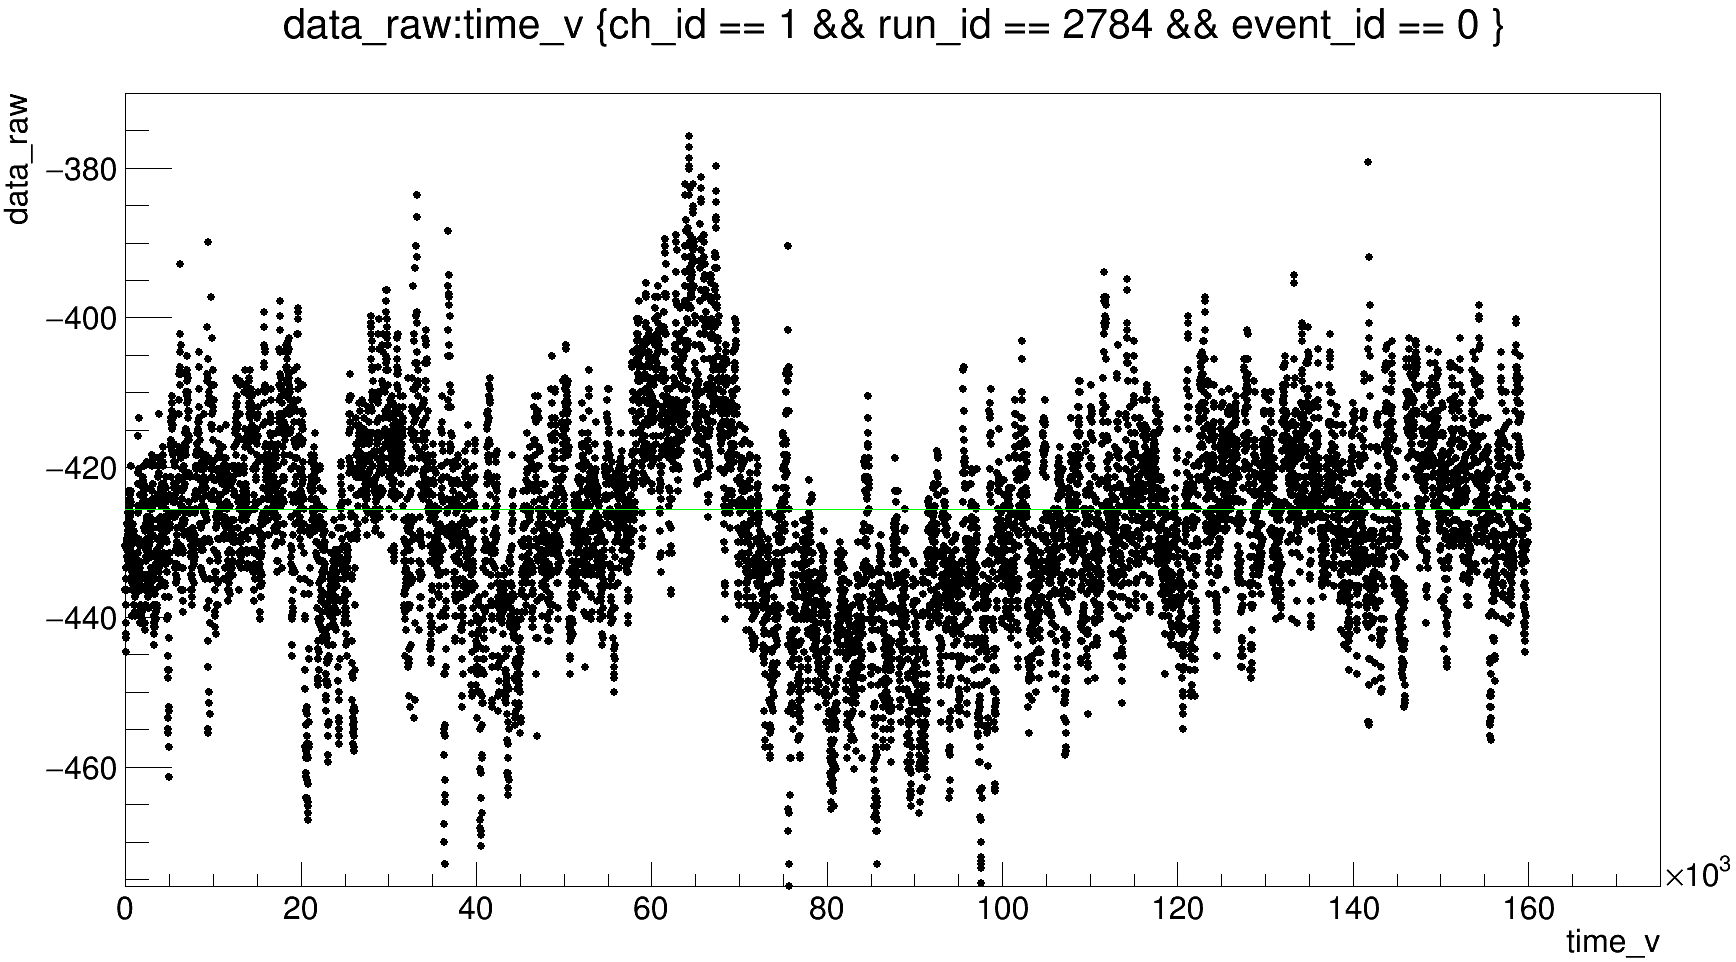 data_raw:time_v {ch_id == 1 && run_id == 2784 && event_id == 0 }
data_raw
−380
−400
−420
−440
−460
0 20 40 60 80 100 120 140 160
×10³
time_v